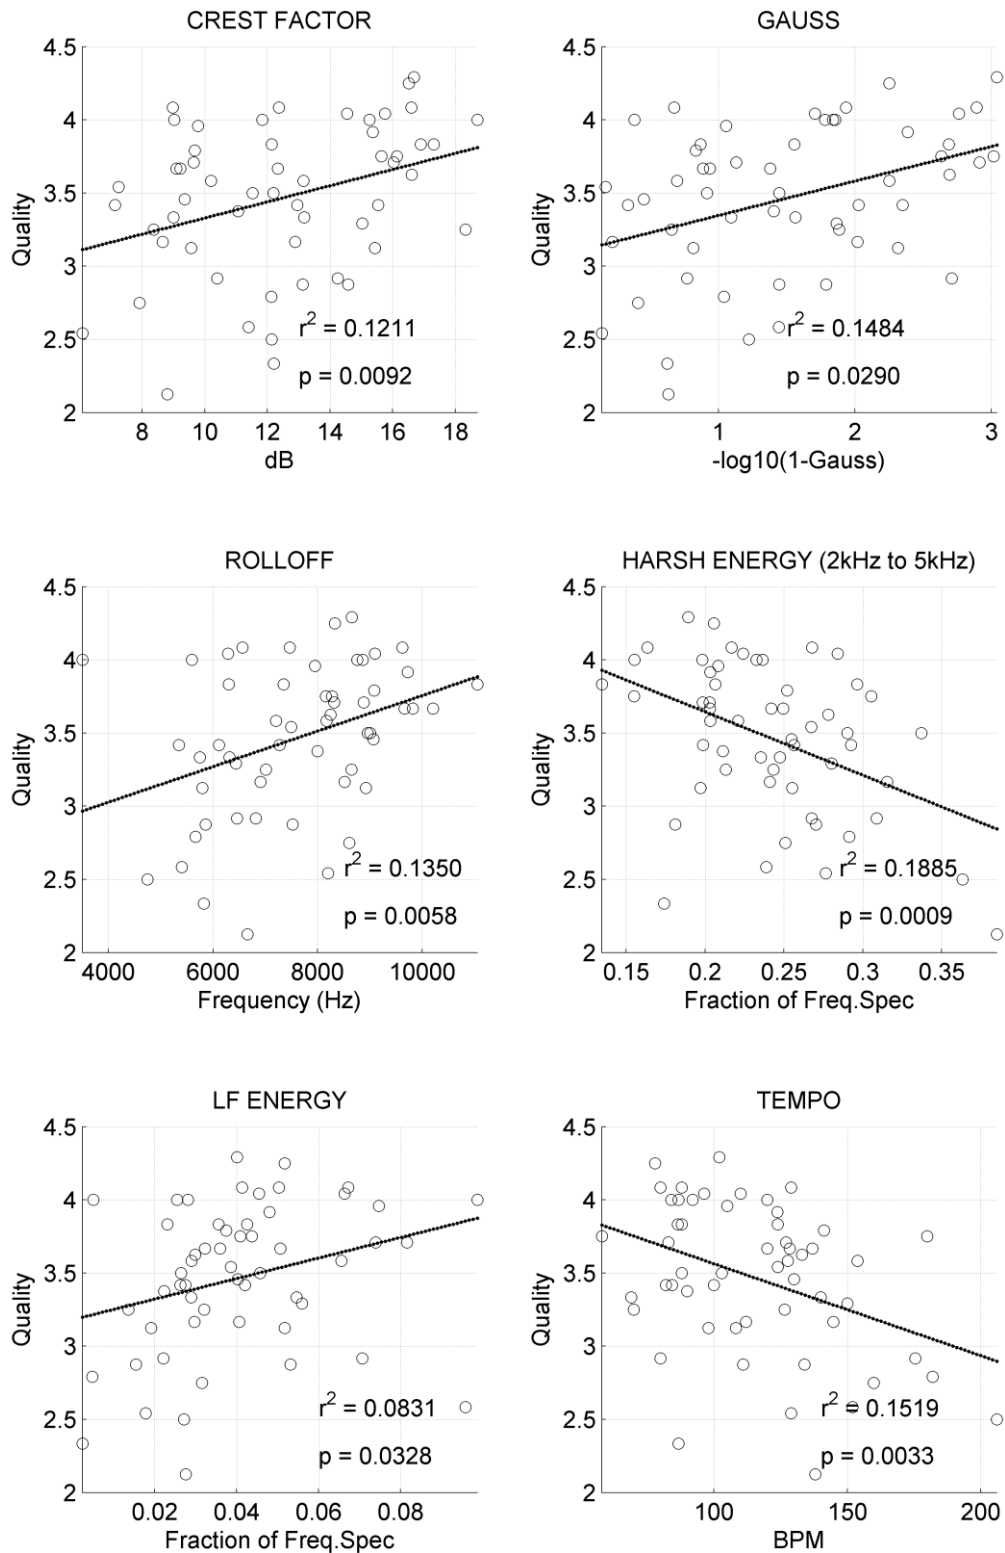 CREST FACTOR
4.5
4
3.5
3
2.5
2
Quality
r² = 0.1211
p = 0.0092
8 10 12 14 16 18
dB
GAUSS
4.5
4
3.5
3
2.5
2
Quality
r² = 0.1484
p = 0.0290
1 2 3
-log10(1-Gauss)
ROLLOFF
4.5
4
3.5
3
2.5
2
Quality
r² = 0.1350
p = 0.0058
4000 6000 8000 10000
Frequency (Hz)
HARSH ENERGY (2kHz to 5kHz)
4.5
4
3.5
3
2.5
2
Quality
r² = 0.1885
p = 0.0009
0.15 0.2 0.25 0.3 0.35
Fraction of Freq.Spec
LF ENERGY
4.5
4
3.5
3
2.5
2
Quality
r² = 0.0831
p = 0.0328
0.02 0.04 0.06 0.08
Fraction of Freq.Spec
TEMPO
4.5
4
3.5
3
2.5
2
Quality
r² = 0.1519
p = 0.0033
100 150 200
BPM